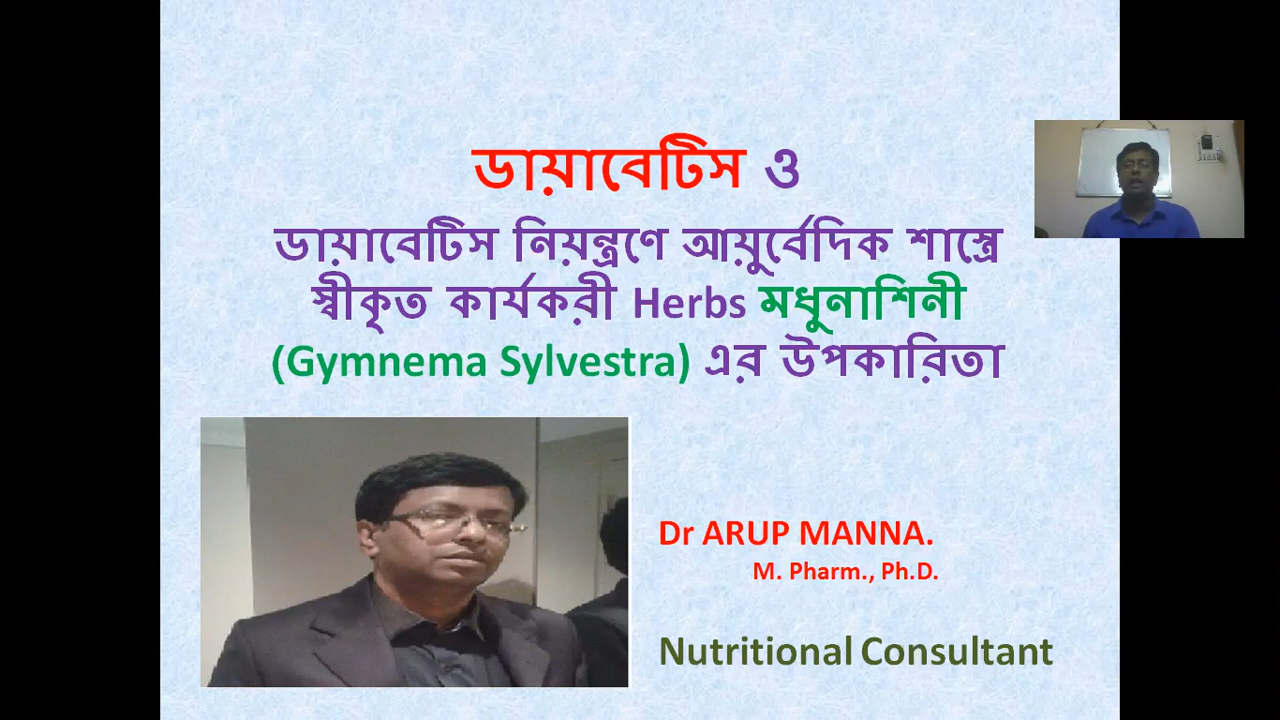 ডায়াবেটিস ও
ডায়াবেটিস নিয়ন্ত্রণে আয়ুর্বেদিক শাস্ত্রে
স্বীকৃত কার্যকরী Herbs মধুনাশিনী
(Gymnema Sylvestra) এর উপকারিতা
Dr ARUP MANNA.
M. Pharm., Ph.D.
Nutritional Consultant